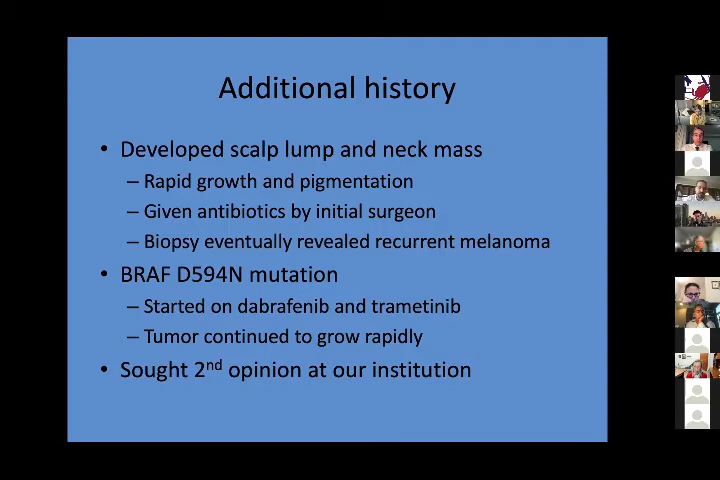 Additional history
• Developed scalp lump and neck mass
– Rapid growth and pigmentation
– Given antibiotics by initial surgeon
– Biopsy eventually revealed recurrent melanoma
• BRAF D594N mutation
– Started on dabrafenib and trametinib
– Tumor continued to grow rapidly
• Sought 2nd opinion at our institution